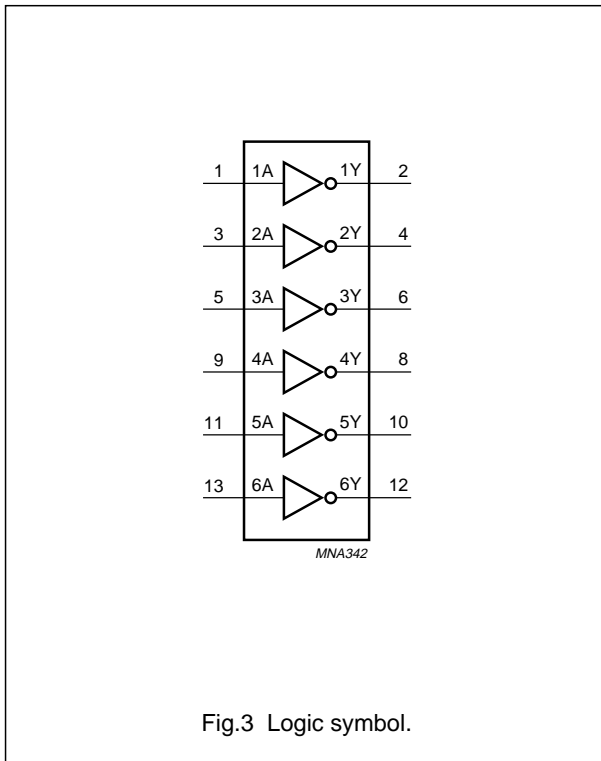 1 1A 1Y 2
3 2A 2Y 4
5 3A 3Y 6
9 4A 4Y 8
11 5A 5Y 10
13 6A 6Y 12
MNA342
Fig.3 Logic symbol.